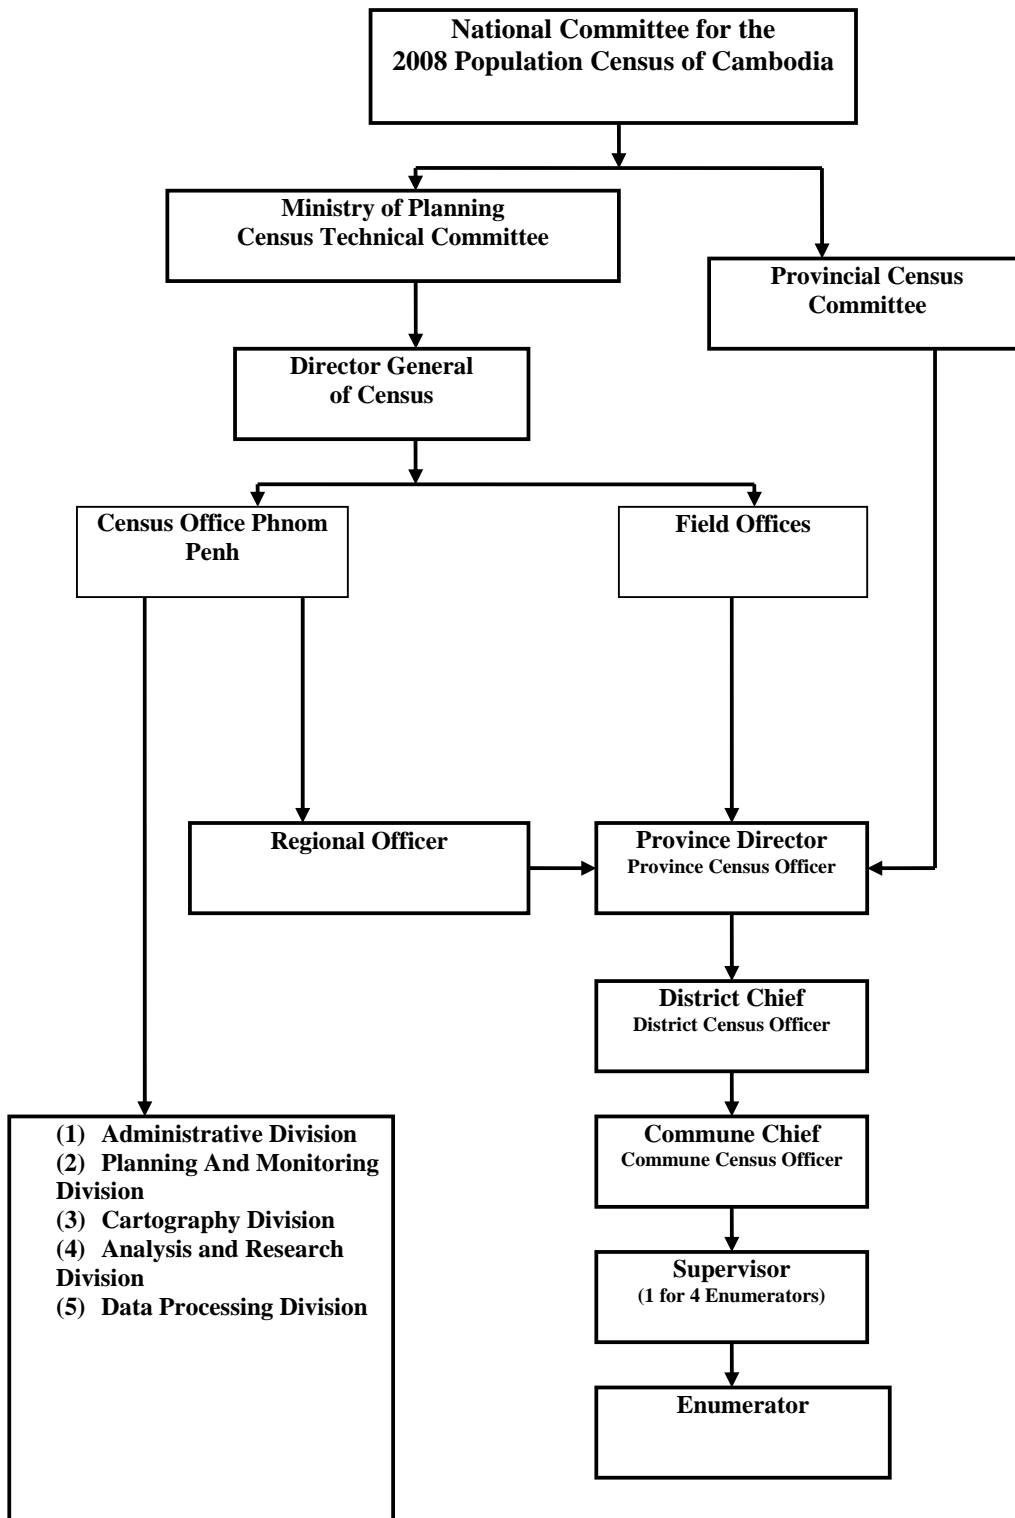 National Committee for the
2008 Population Census of Cambodia
Ministry of Planning
Census Technical Committee
Provincial Census
Committee
Director General
of Census
Census Office Phnom
Penh
Field Offices
Regional Officer
Province Director
Province Census Officer
District Chief
District Census Officer
(1) Administrative Division
(2) Planning And Monitoring
Division
(3) Cartography Division
(4) Analysis and Research
Division
(5) Data Processing Division
Commune Chief
Commune Census Officer
Supervisor
(1 for 4 Enumerators)
Enumerator